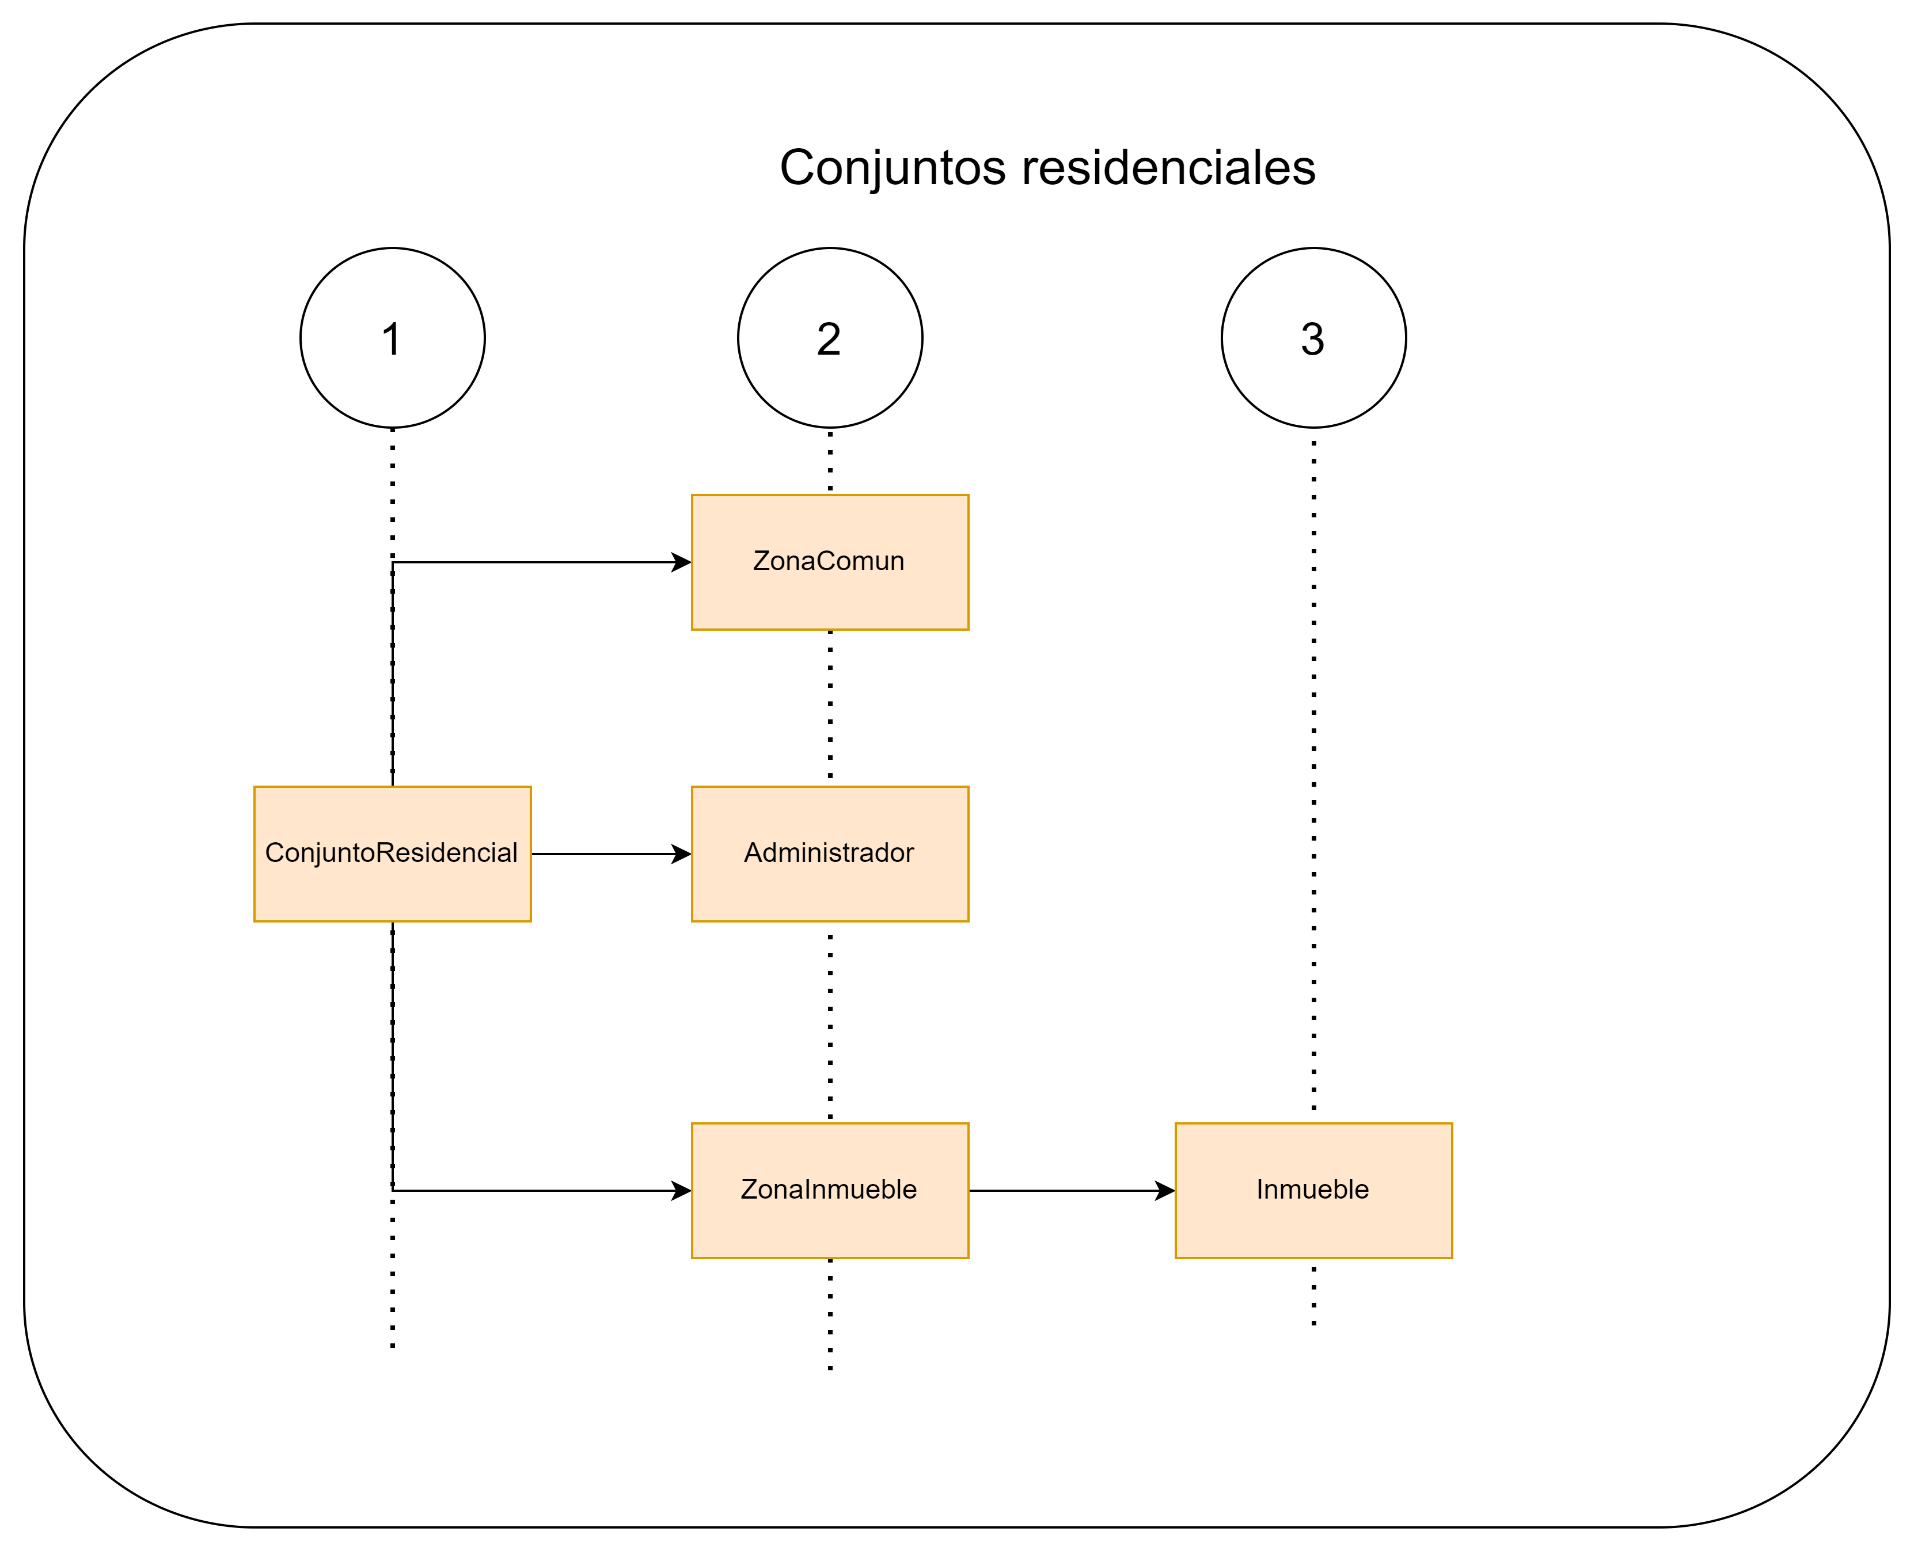 Conjuntos residenciales
1
2
3
ZonaComun
ConjuntoResidencial
Administrador
ZonaInmueble
Inmueble